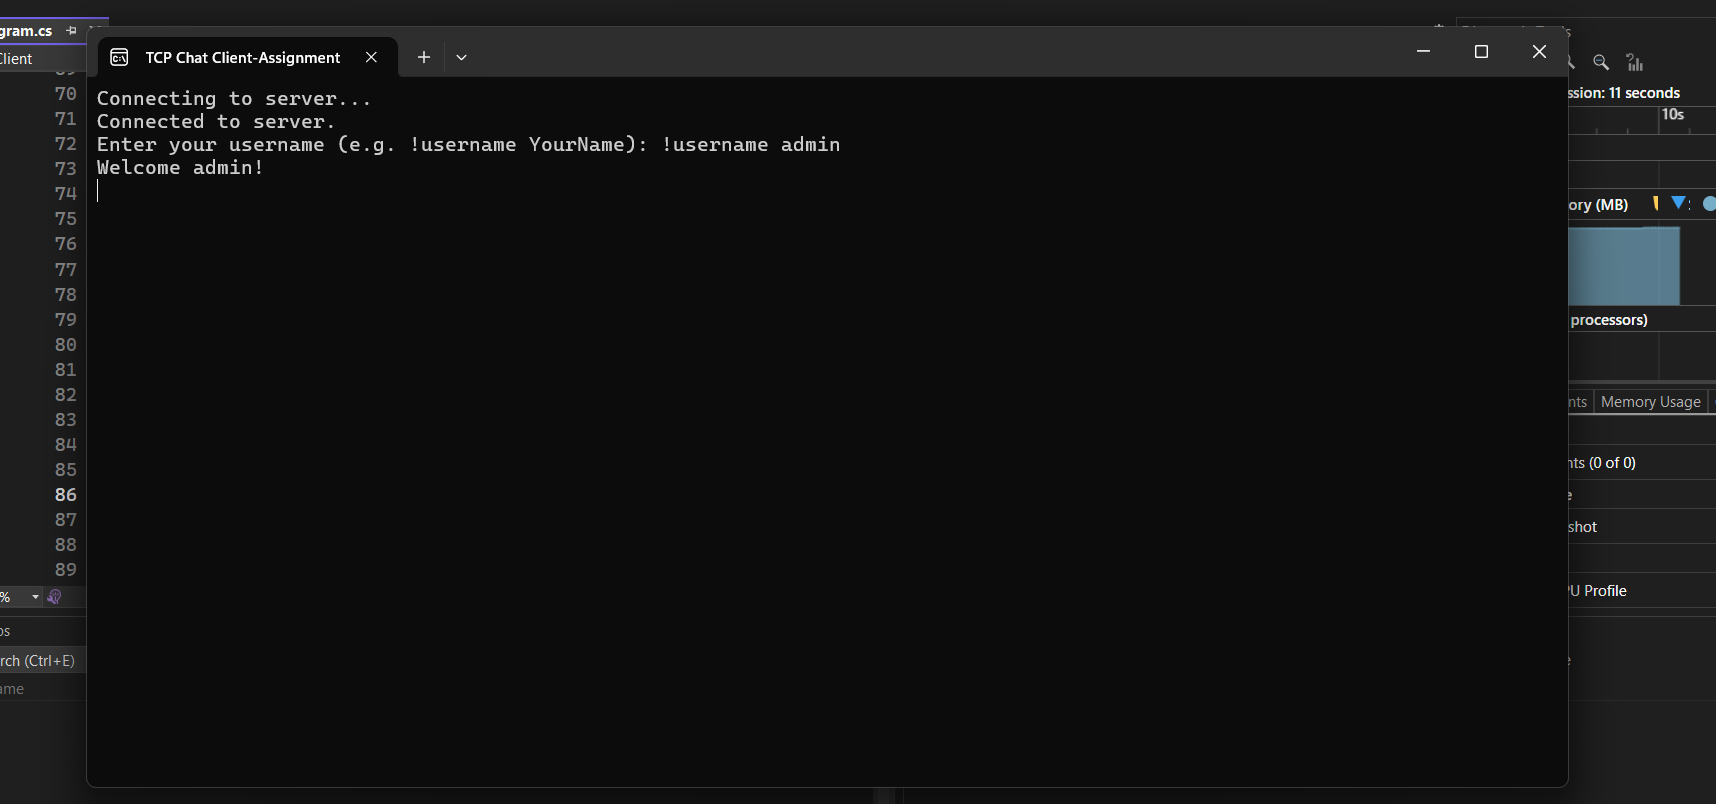 gram.cs
Client
TCP Chat Client-Assignment
Connecting to server...
Connected to server.
Enter your username (e.g. !username YourName): !username admin
Welcome admin!
70
71
72
73
74
75
76
77
78
79
80
81
82
83
84
85
86
87
88
89
%
rch (Ctrl+E)
ame
ssion: 11 seconds
10s
ory (MB)
processors)
nts
Memory Usage
nts (0 of 0)
shot
PU Profile